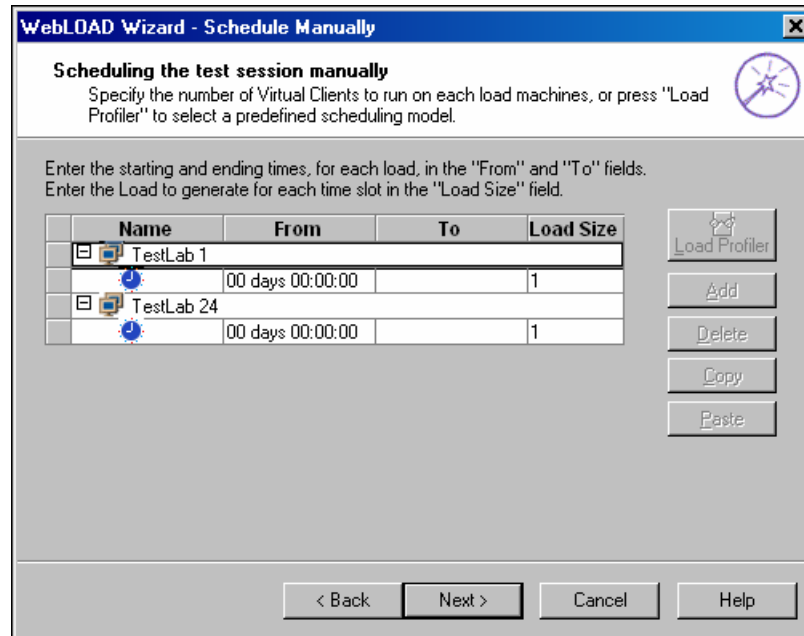 WebLOAD Wizard - Schedule Manually
Scheduling the test session manually
Specify the number of Virtual Clients to run on each load machines, or press "Load
Profiler" to select a predefined scheduling model.
Enter the starting and ending times, for each load, in the "From" and "To" fields.
Enter the Load to generate for each time slot in the "Load Size" field.
Name From To Load Size
TestLab 1
00 days 00:00:00 1
TestLab 24
00 days 00:00:00 1
Load Profiler
Add
Delete
Copy
Paste
< Back Next > Cancel Help